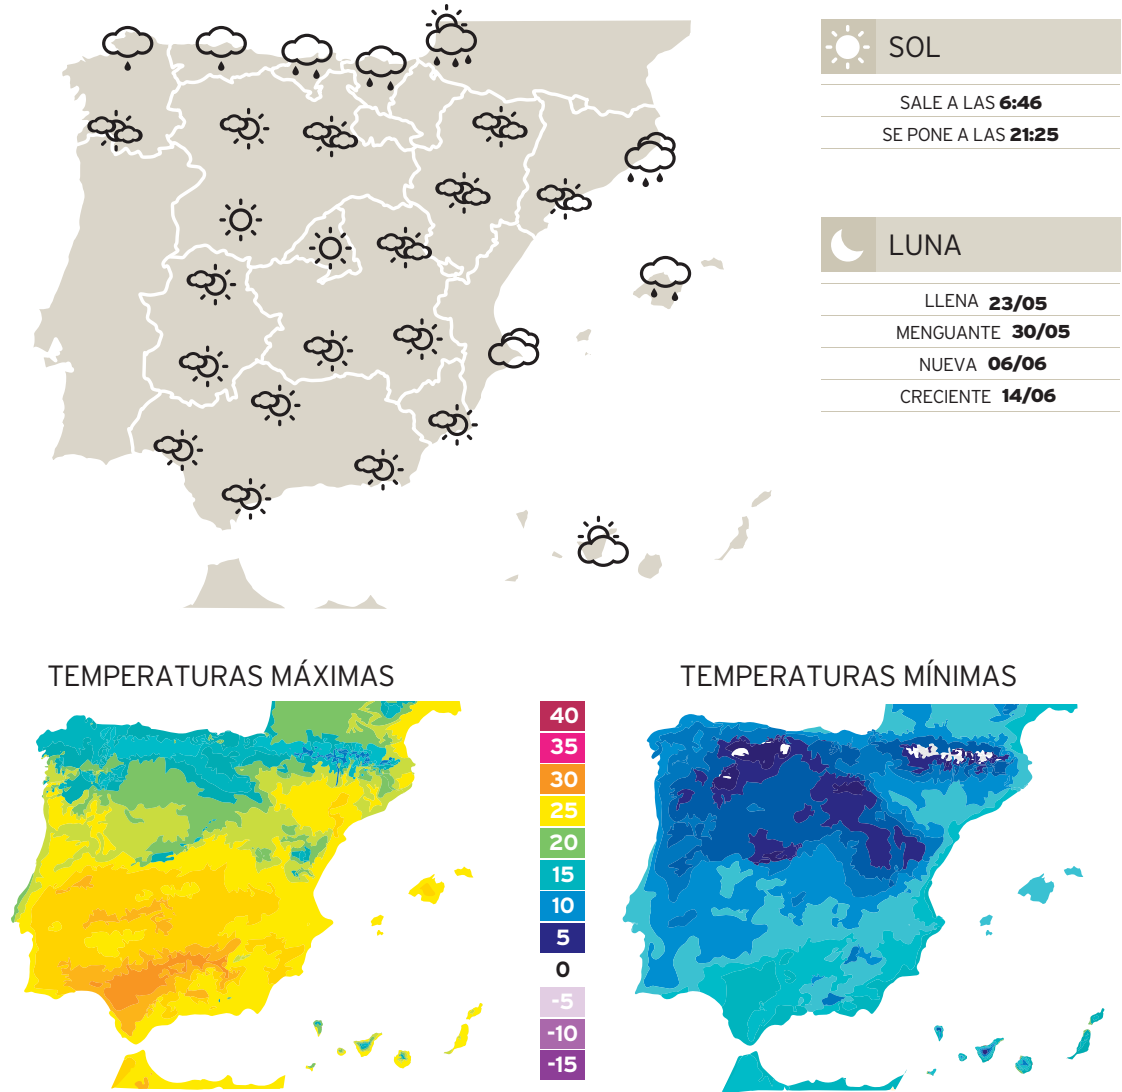 SOL
SALE A LAS 6:46
SE PONE A LAS 21:25
LUNA
LLENA 23/05
MENGUANTE 30/05
NUEVA 06/06
CRECIENTE 14/06
TEMPERATURAS MÁXIMAS
TEMPERATURAS MÍNIMAS
40
35
30
25
20
15
10
5
0
-5
-10
-15